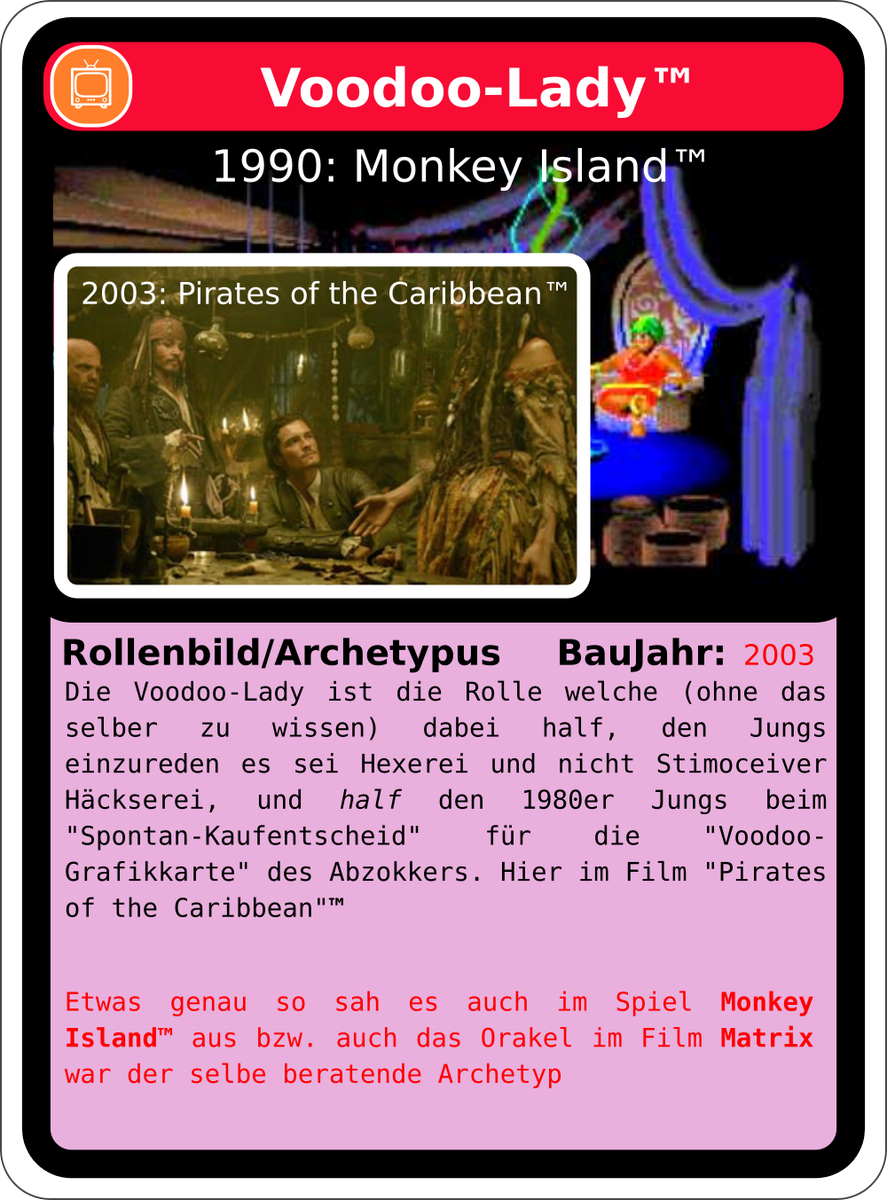 Voodoo-Lady™
1990: Monkey Island™
2003: Pirates of the Caribbean™
Rollenbild/Archetypus BauJahr: 2003
Die Voodoo-Lady ist die Rolle welche (ohne das
selber zu wissen) dabei half, den Jungs
einzureden es sei Hexerei und nicht Stimoceiver
Häckserei, und half den 1980er Jungs beim
"Spontan-Kaufentscheid" für die "Voodoo-
Grafikkarte" des Abzokkers. Hier im Film "Pirates
of the Caribbean"™
Etwas genau so sah es auch im Spiel Monkey
Island™ aus bzw. auch das Orakel im Film Matrix
war der selbe beratende Archetyp